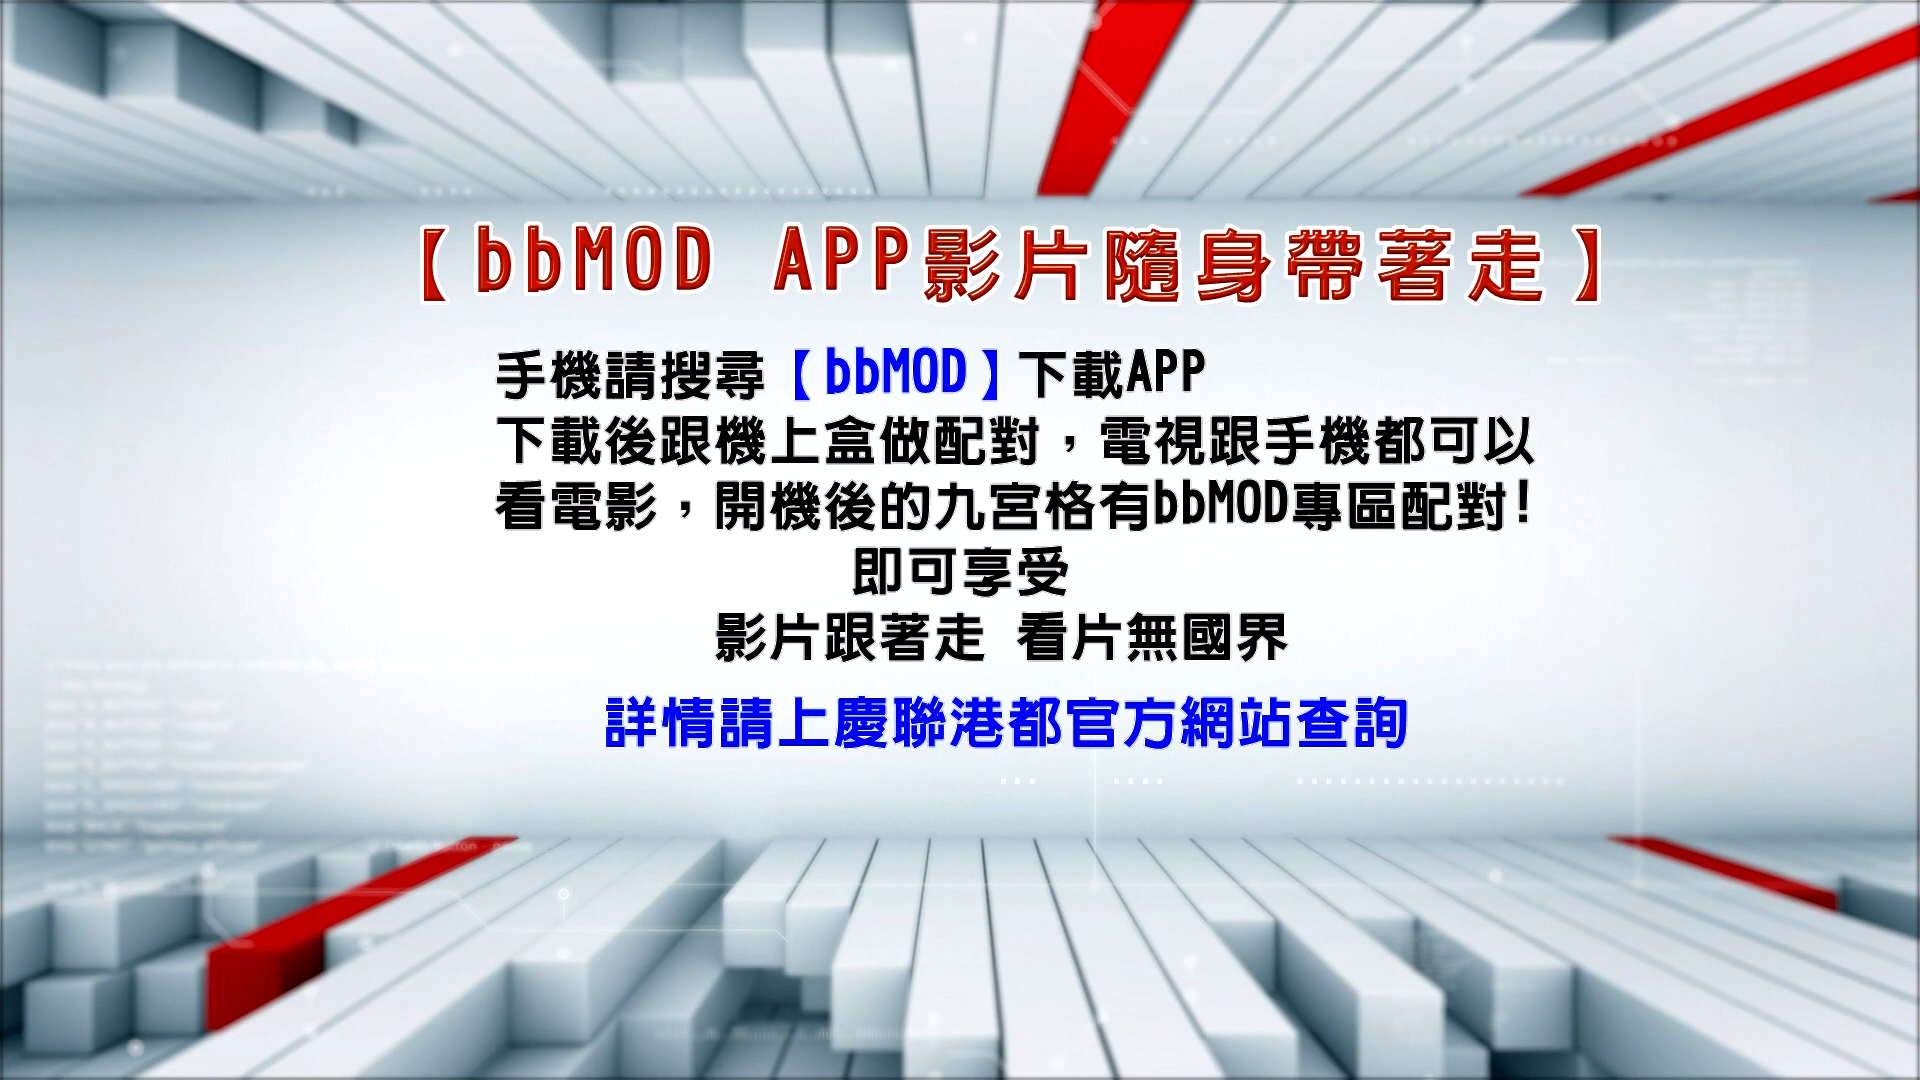 【bbMOD APP影片隨身帶著走】
手機請搜尋【bbMOD】下載APP
下載後跟機上盒做配對，電視跟手機都可以
看電影，開機後的九宮格有bbMOD專區配對!
即可享受
影片跟著走 看片無國界
詳情請上慶聯港都官方網站查詢